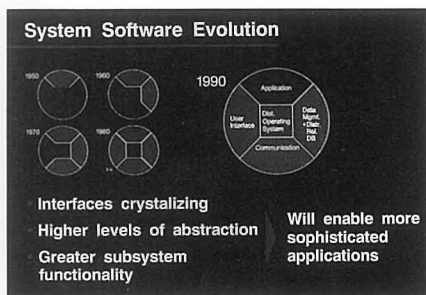 System Software Evolution
1950
1960
1970
1980
1990
Application
User
Interface
Dist.
Operating
System
Data
Mgmt.
+Distr.
Rel.
DB
Communication
Interfaces crystalizing
Higher levels of abstraction
Greater subsystem
functionality
Will enable more
sophisticated
applications